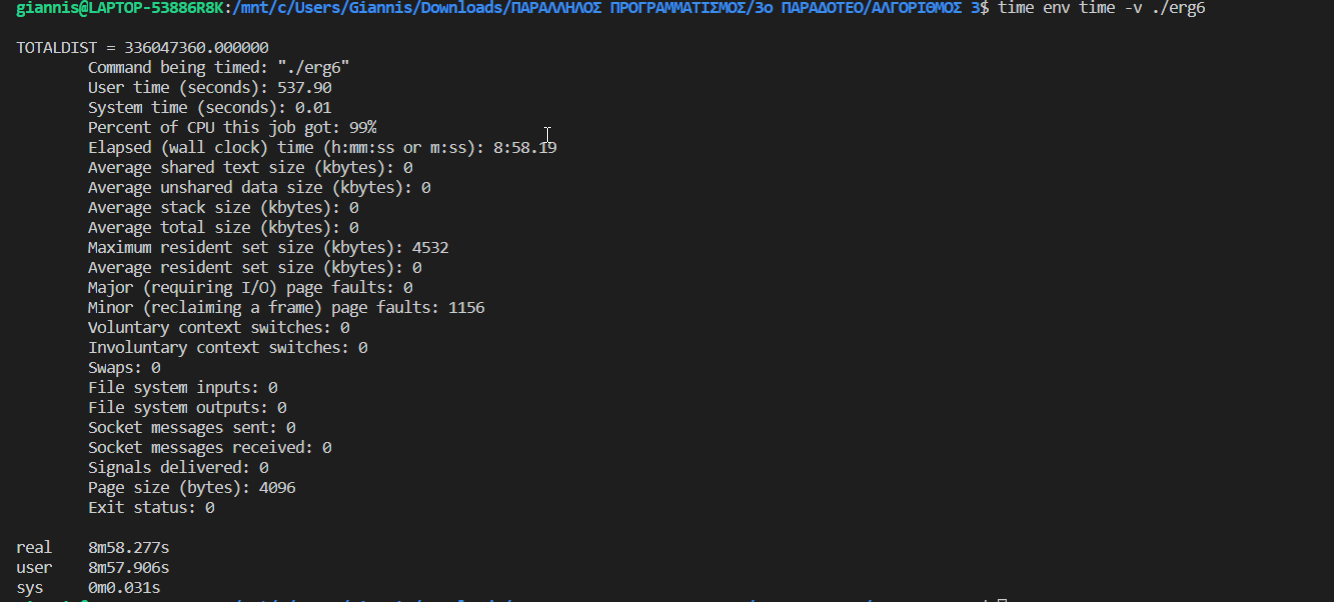 giannis@LAPTOP-53886R8K:/mnt/c/Users/Giannis/Downloads/ΠΑΡΑΛΛΗΛΟΣ ΠΡΟΓΡΑΜΜΑΤΙΣΜΟΣ/3ο ΠΑΡΑΔΟΤΕΟ/ΑΛΓΟΡΙΘΜΟΣ 3$ time env time -v ./erg6
TOTALDIST = 336047360.000000
Command being timed: "./erg6"
User time (seconds): 537.90
System time (seconds): 0.01
Percent of CPU this job got: 99%
Elapsed (wall clock) time (h:mm:ss or m:ss): 8:58.19
Average shared text size (kbytes): 0
Average unshared data size (kbytes): 0
Average stack size (kbytes): 0
Average total size (kbytes): 0
Maximum resident set size (kbytes): 4532
Average resident set size (kbytes): 0
Major (requiring I/O) page faults: 0
Minor (reclaiming a frame) page faults: 1156
Voluntary context switches: 0
Involuntary context switches: 0
Swaps: 0
File system inputs: 0
File system outputs: 0
Socket messages sent: 0
Socket messages received: 0
Signals delivered: 0
Page size (bytes): 4096
Exit status: 0
real 8m58.277s
user 8m57.906s
sys 0m0.031s